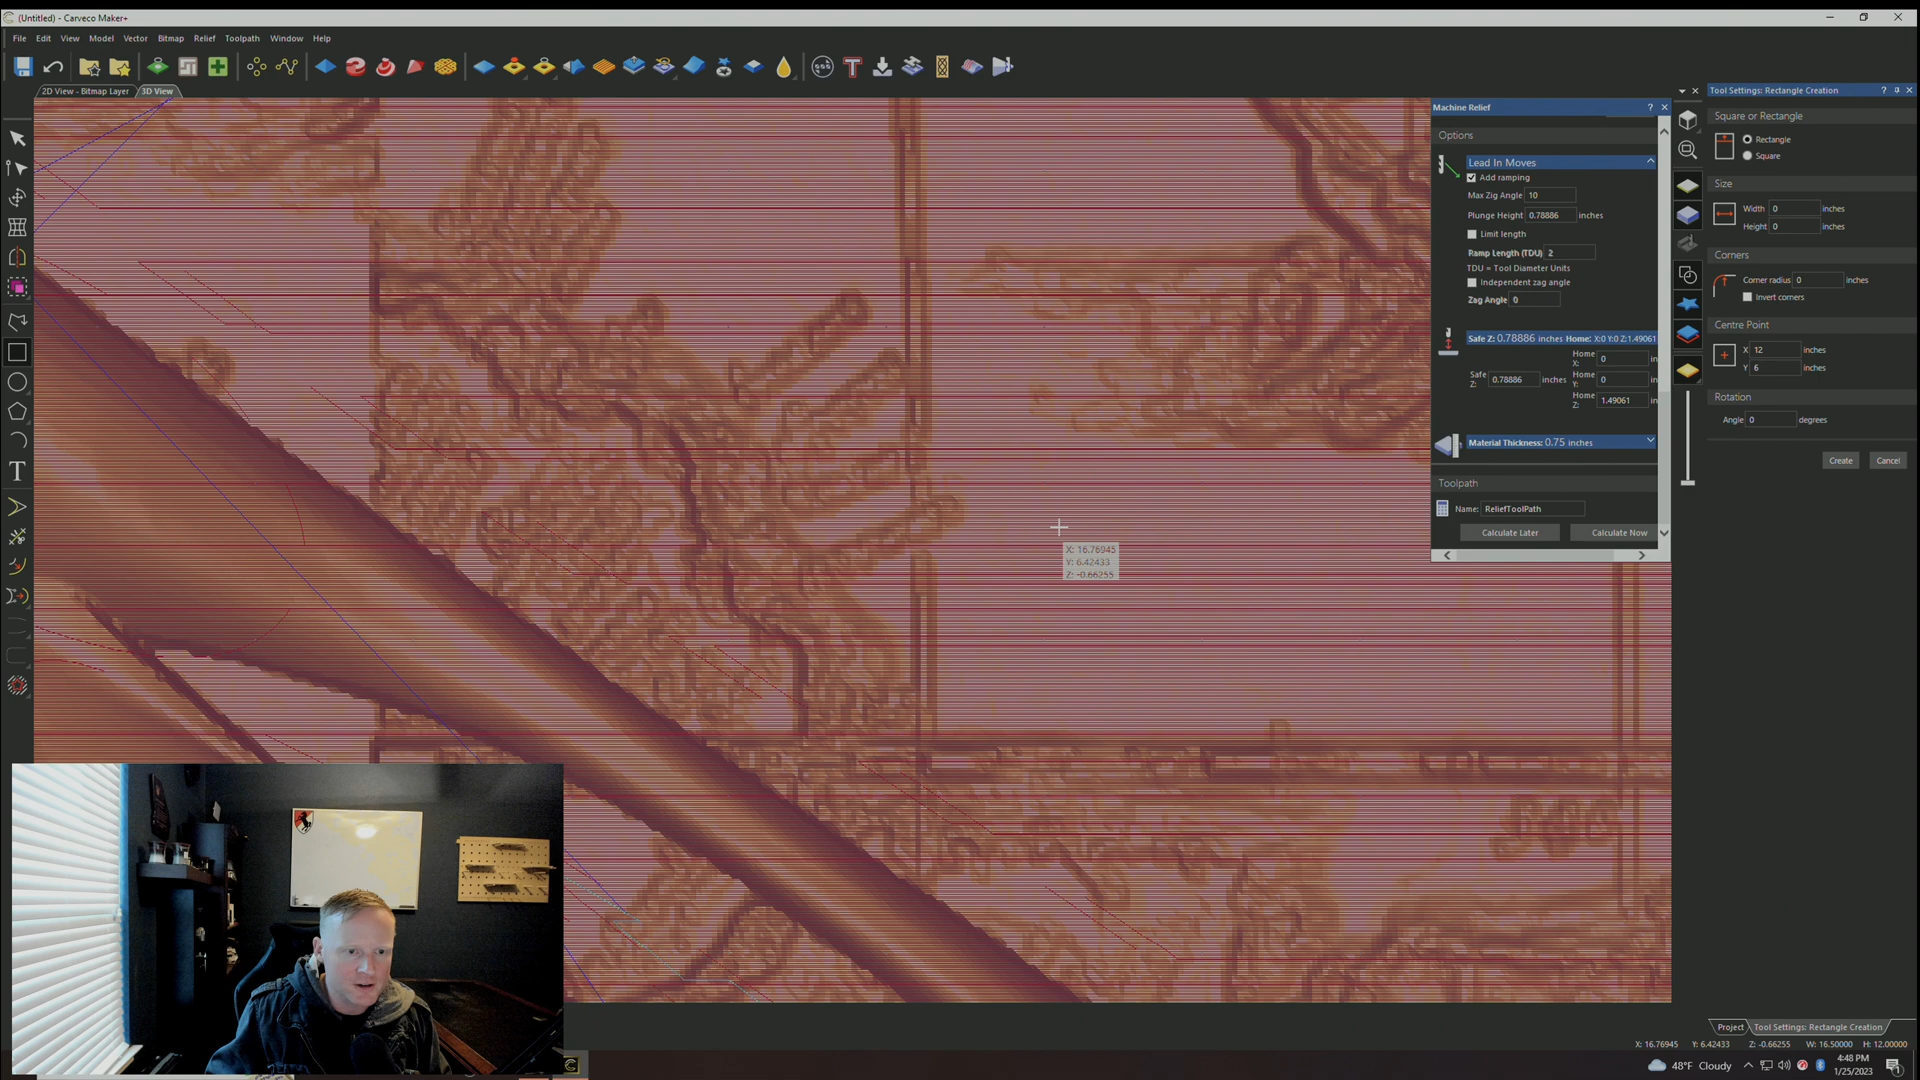 (Untitled) - Carveco Maker+
File Edit View Model Vector Bitmap Relief Toolpath Window Help
2D View - Bitmap Layer 3D View
Machine Relief
Options
Lead In Moves
Add ramping
Max Zig Angle 10
Plunge Height 0.78886 inches
Limit length
Ramp Length (TDU) 2
TDU = Tool Diameter Units
Independent zag angle
Zag Angle 0
Safe Z: 0.78886 inches Home: X:0 Y:0 Z:1.49061
Home X: 0 in
Safe Z: 0.78886 inches Home Y: 0 in
Home Z: 1.49061 in
Material Thickness: 0.75 inches
Toolpath
Name: ReliefToolPath
Calculate Later Calculate Now
Tool Settings: Rectangle Creation
Square or Rectangle
Rectangle
Square
Size
Width 0 inches
Height 0 inches
Corners
Corner radius 0 inches
Invert corners
Centre Point
X 12 inches
Y 6 inches
Rotation
Angle 0 degrees
Create Cancel
X: 16.76945
Y: 6.42433
Z: -0.66255
Project Tool Settings: Rectangle Creation
X: 16.76945 Y: 6.42433 Z: -0.66255 W: 16.50000 H: 12.00000
48°F Cloudy
4:48 PM
1/25/2023